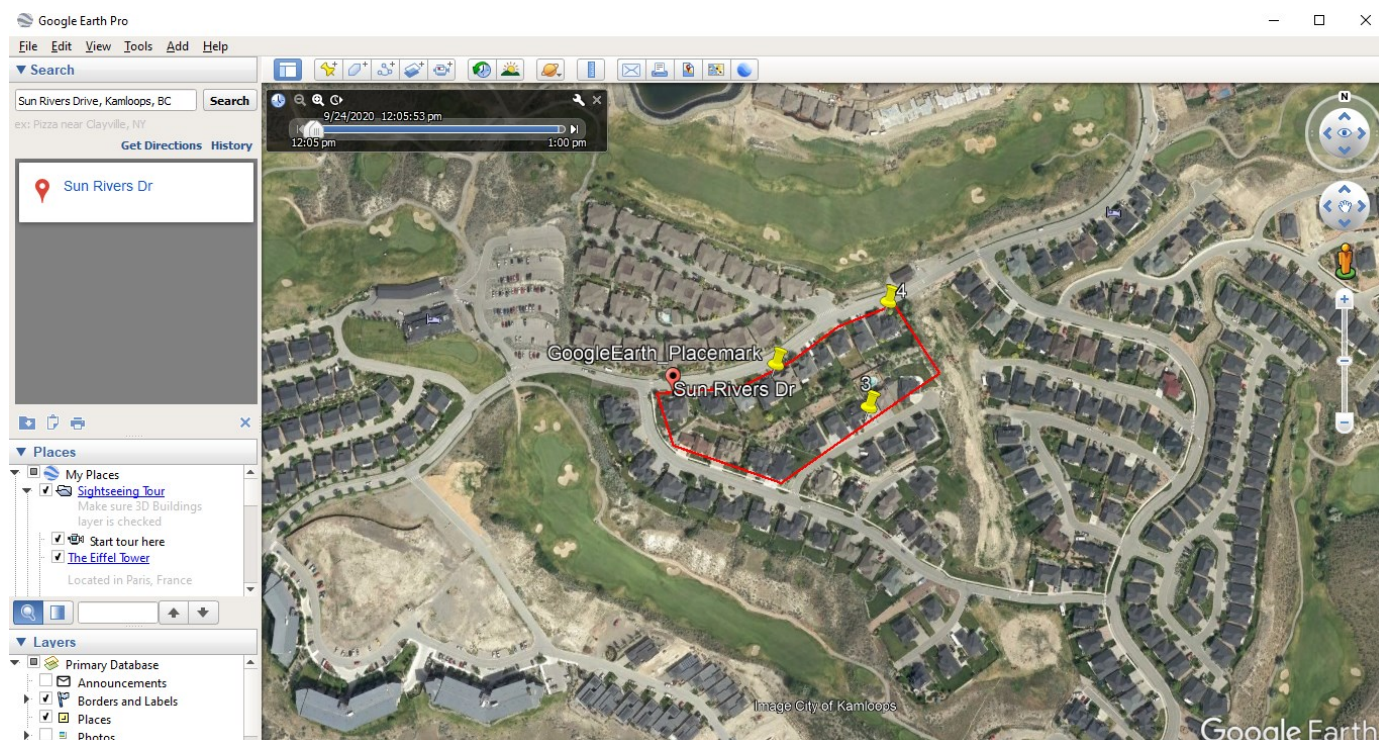 Google Earth Pro
File Edit View Tools Add Help
Search
Sun Rivers Drive, Kamloops, BC Search
ex: Pizza near Clayville, NY
Get Directions History
Sun Rivers Dr
Places
My Places
Sightseeing Tour
Make sure 3D Buildings
layer is checked
Start tour here
The Eiffel Tower
Located in Paris, France
Layers
Primary Database
Announcements
Borders and Labels
Places
Photos
9/24/2020 12:05:53 pm
12:05 pm 1:00 pm
N
4
GoogleEarth_Placemark
Sun Rivers Dr
3
Image City of Kamloops
Google Earth